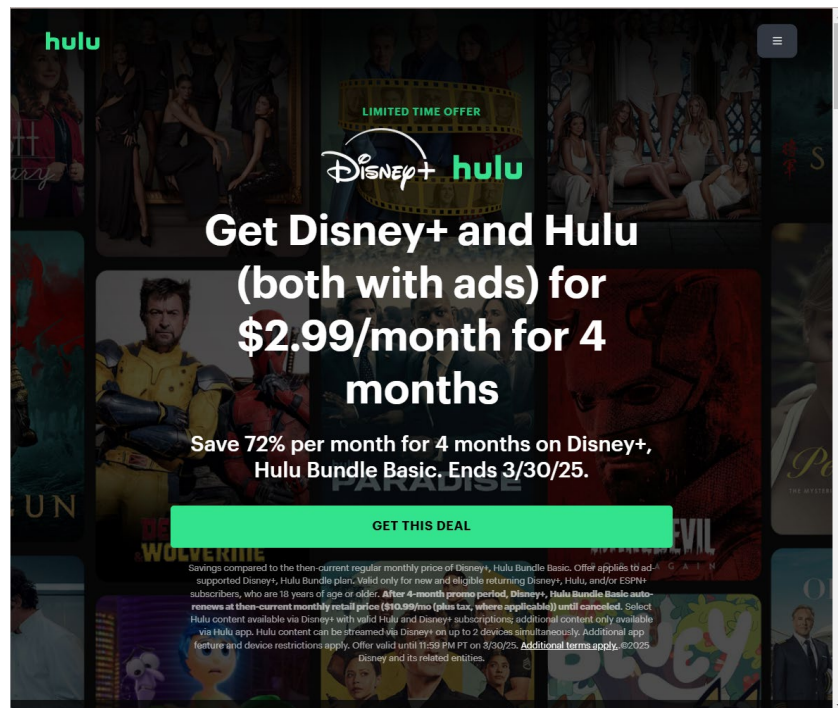 hulu
LIMITED TIME OFFER
Disney+ hulu
Get Disney+ and Hulu
(both with ads) for
$2.99/month for 4
months
Save 72% per month for 4 months on Disney+,
Hulu Bundle Basic. Ends 3/30/25.
PARADISE
GET THIS DEAL
WOLVERINE
Savings compared to the then-current regular monthly price of Disney+, Hulu Bundle Basic. Offer applies to ad-
supported Disney+, Hulu Bundle plan. Valid only for new and eligible returning Disney+, Hulu, and/or ESPN+
subscribers, who are 18 years of age or older. After 4-month promo period, Disney+, Hulu Bundle Basic auto-
renews at then-current monthly retail price ($10.99/mo (plus tax, where applicable)) until canceled. Select
Hulu content available via Disney+ with valid Hulu and Disney+ subscriptions; additional content only available
via Hulu app. Hulu content can be streamed via Disney+ on up to 2 devices simultaneously. Additional app
feature and device restrictions apply. Offer valid until 11:59 PM PT on 3/30/25. Additional terms apply. ©2025
Disney and its related entities.